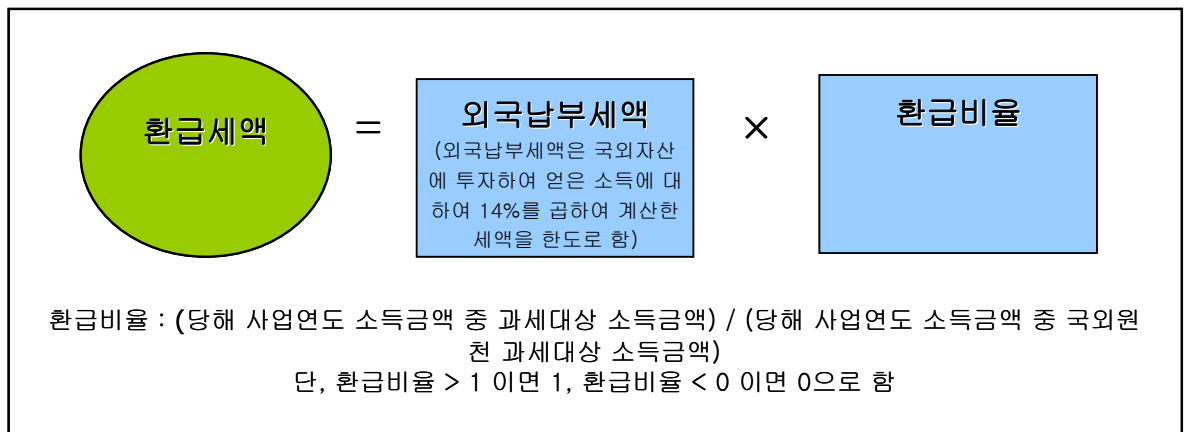 환급세액
=
외국납부세액
(외국납부세액은 국외자산
에 투자하여 얻은 소득에 대
하여 14%를 곱하여 계산한
세액을 한도로 함)
×
환급비율
환급비율 : (당해 사업연도 소득금액 중 과세대상 소득금액) / (당해 사업연도 소득금액 중 국외원
천 과세대상 소득금액)
단, 환급비율 > 1 이면 1, 환급비율 < 0 이면 0으로 함